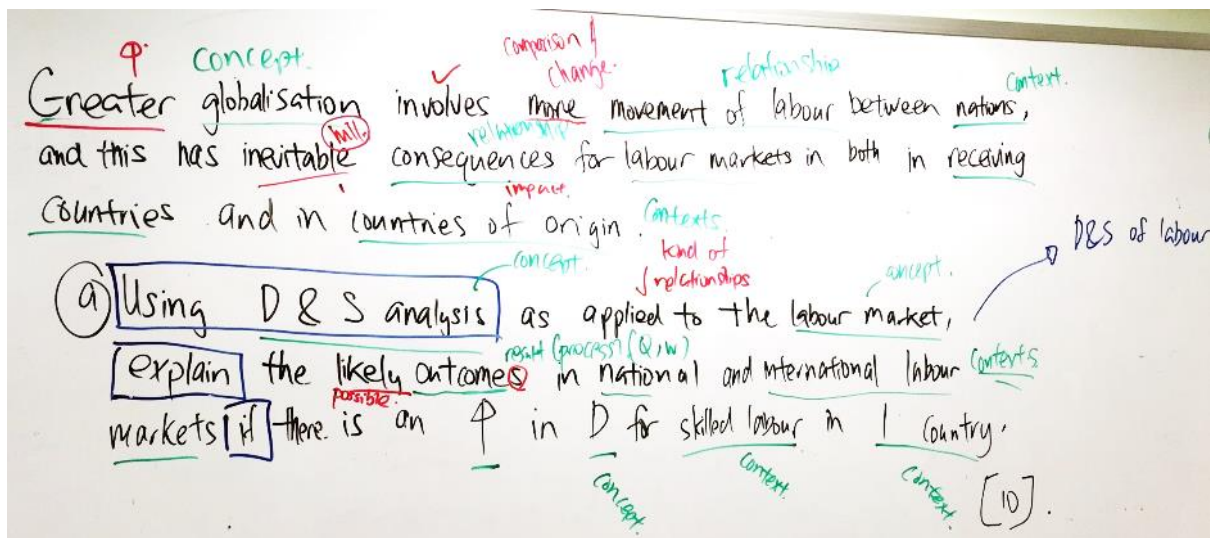 ↑ concept. comparison & change. relationship context.
Greater globalisation involves more movement of labour between nations,
will. relationship
and this has inevitable consequences for labour markets in both in receiving
impact.
countries and in countries of origin. Contexts.
concept. kind of relationships concept. D&S of labour
(a) Using D & S analysis as applied to the labour market,
result (process) (Q, w)
explain the likely outcomes in national and international labour contexts
possible.
markets if there is an ↑ in D for skilled labour in 1 country.
concept context. context. [10].